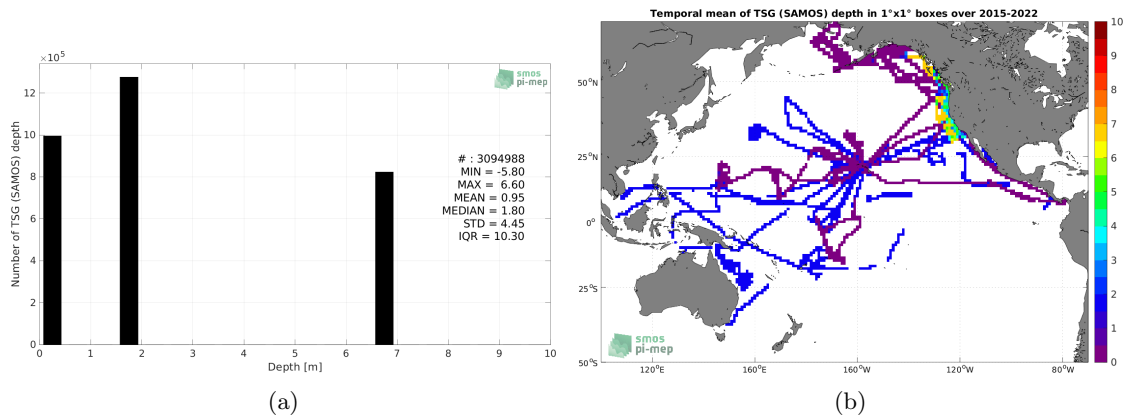 ×10⁵
12
10
8
6
4
2
0
Number of TSG (SAMOS) depth
0 1 2 3 4 5 6 7 8 9 10
Depth [m]
smos
pi-mep
# : 3094988
MIN = -5.80
MAX = 6.60
MEAN = 0.95
MEDIAN = 1.80
STD = 4.45
IQR = 10.30
(a)
Temporal mean of TSG (SAMOS) depth in 1°x1° boxes over 2015-2022
50°N
25°N
0°
25°S
50°S
120°E 160°E 160°W 120°W 80°W
smos
pi-mep
10
9
8
7
6
5
4
3
2
1
0
(b)